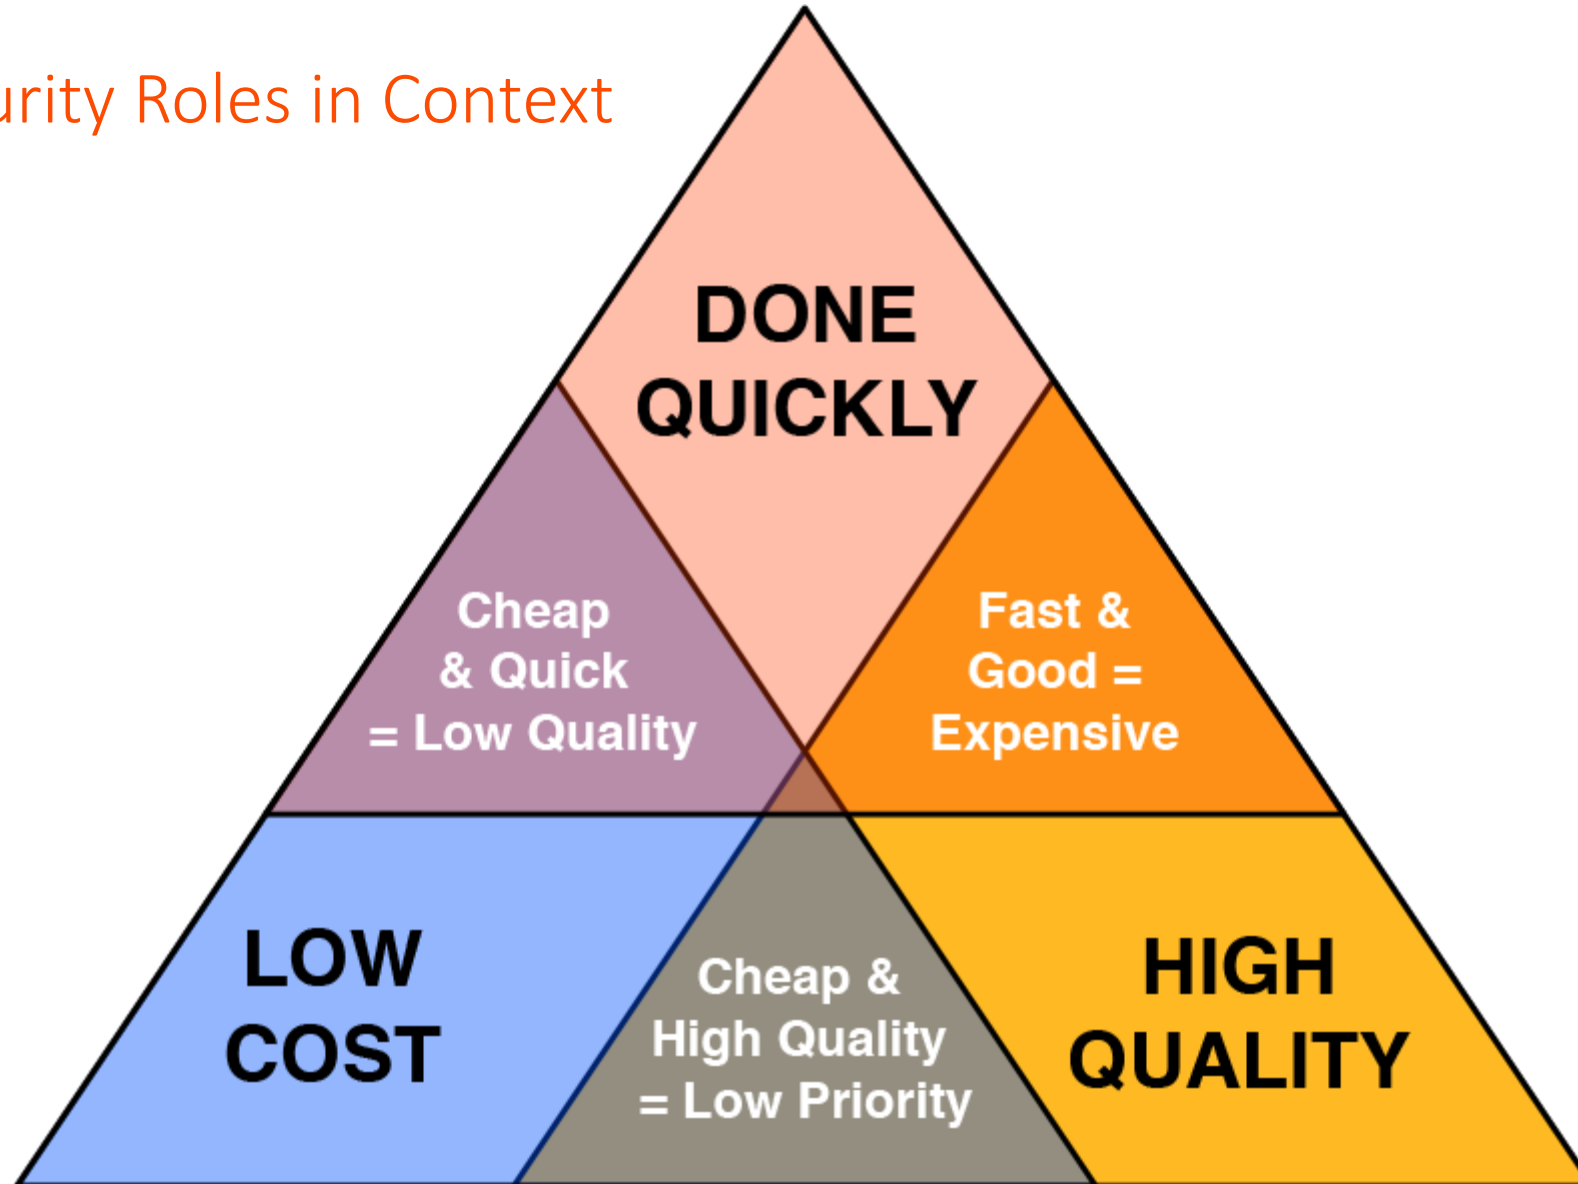 urity Roles in Context
DONE
QUICKLY
Cheap
& Quick
= Low Quality
Fast &
Good =
Expensive
LOW
COST
Cheap &
High Quality
= Low Priority
HIGH
QUALITY